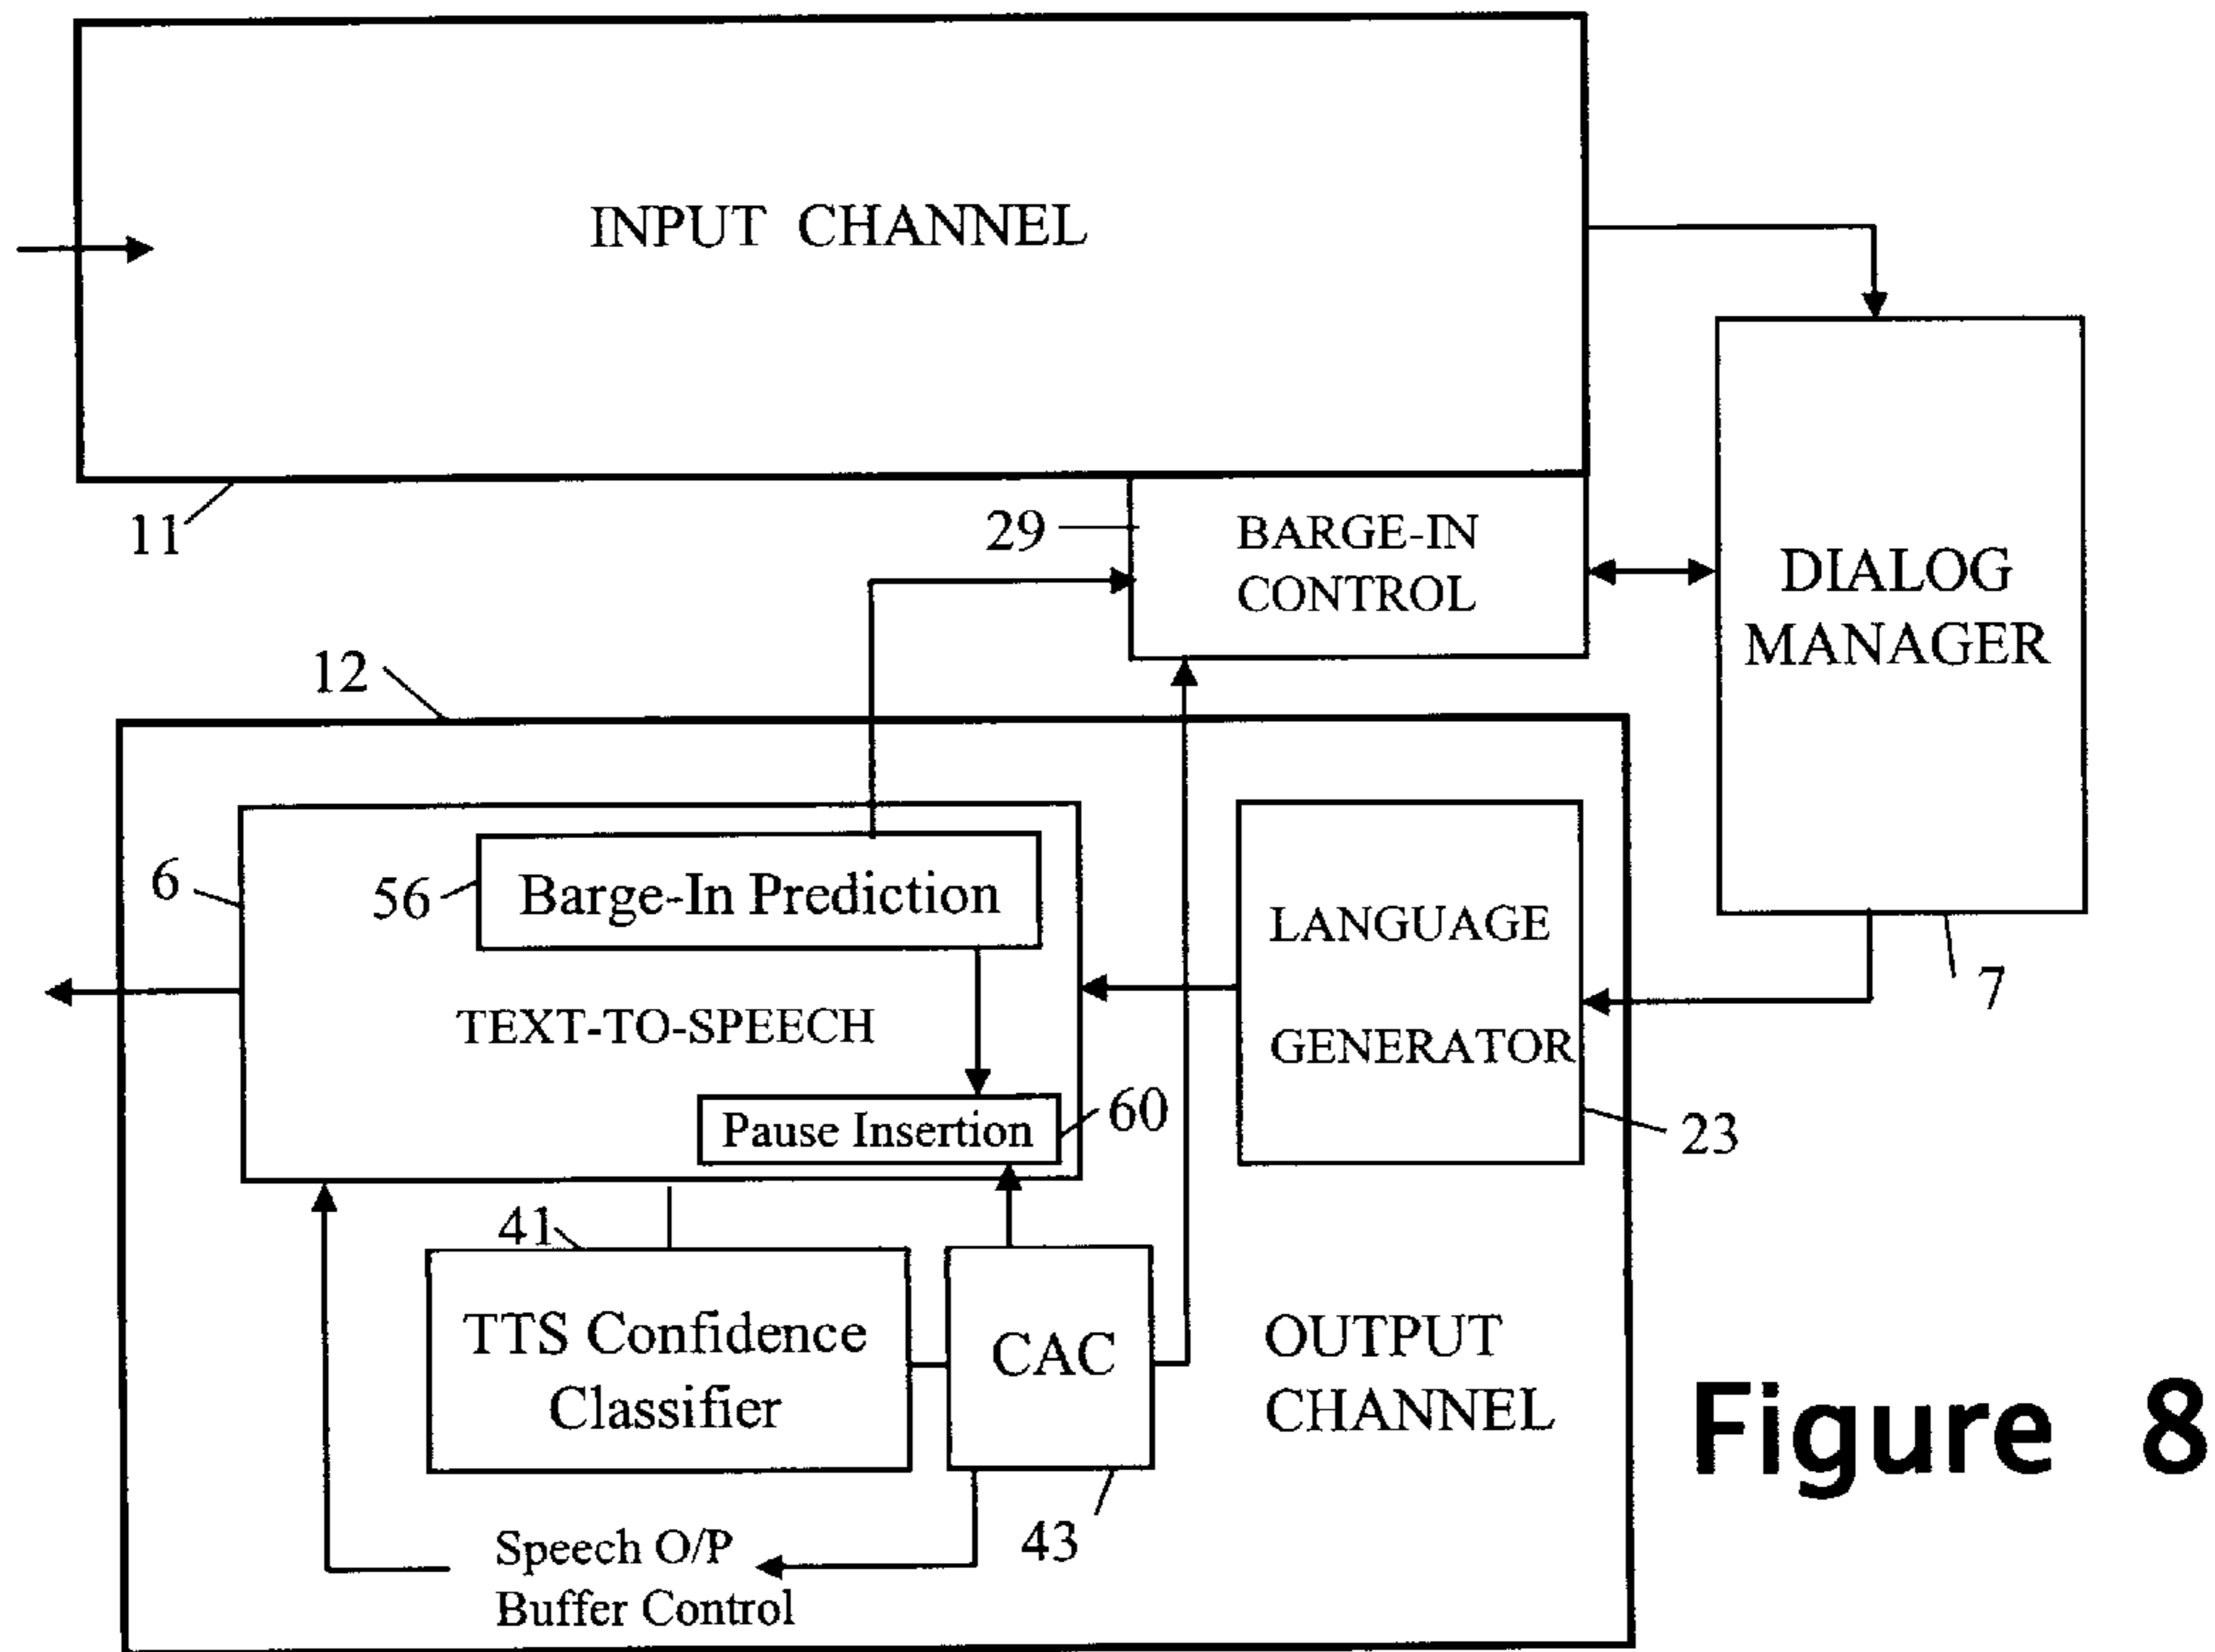 INPUT CHANNEL
11
29
BARGE-IN
CONTROL
DIALOG
MANAGER
12
6
56
Barge-In Prediction
LANGUAGE
GENERATOR
7
TEXT-TO-SPEECH
Pause Insertion
60
23
41
TTS Confidence
Classifier
CAC
OUTPUT
CHANNEL
43
Speech O/P
Buffer Control
Figure 8